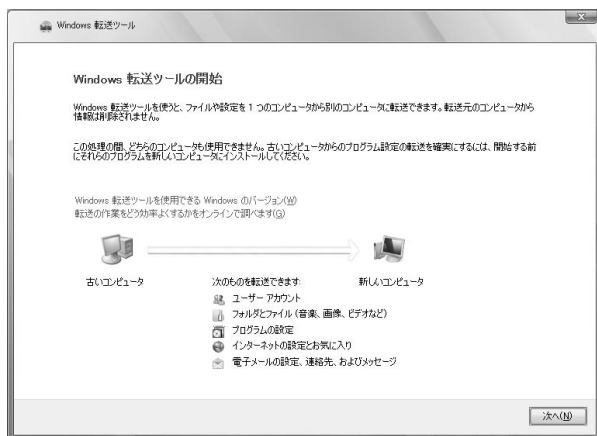 Windows 転送ツール
Windows 転送ツールの開始
Windows 転送ツールを使うと、ファイルや設定を 1 つのコンピュータから別のコンピュータに転送できます。転送元のコンピュータから
情報は削除されません。
この処理の間、どちらのコンピュータも使用できません。古いコンピュータからのプログラム設定の転送を確実にするには、開始する前
にそれらのプログラムを新しいコンピュータにインストールしてください。
Windows 転送ツールを使用できる Windows のバージョン(W)
転送の作業をどう効率よくするかをオンラインで調べます(G)
古いコンピュータ
次のものを転送できます:
新しいコンピュータ
ユーザー アカウント
フォルダとファイル (音楽、画像、ビデオなど)
プログラムの設定
インターネットの設定とお気に入り
電子メールの設定、連絡先、およびメッセージ
次へ(N)